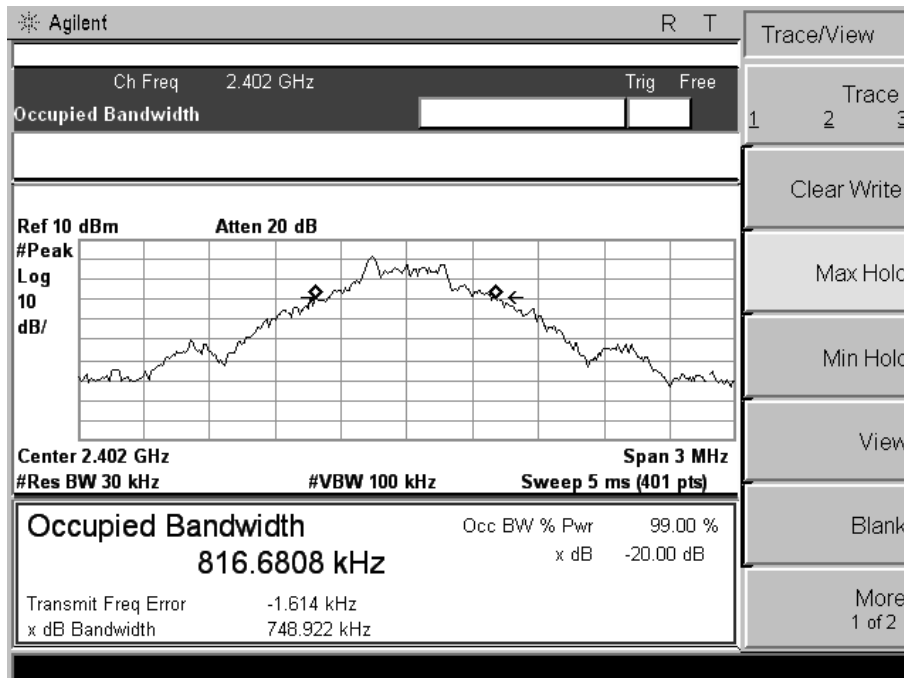 Agilent R T
Ch Freq 2.402 GHz Trig Free
Occupied Bandwidth
Ref 10 dBm Atten 20 dB
#Peak
Log
10
dB/
Center 2.402 GHz Span 3 MHz
#Res BW 30 kHz #VBW 100 kHz Sweep 5 ms (401 pts)
Occupied Bandwidth Occ BW % Pwr 99.00 %
816.6808 kHz x dB -20.00 dB
Transmit Freq Error -1.614 kHz
x dB Bandwidth 748.922 kHz
Trace/View
Trace
1 2 3
Clear Write
Max Hold
Min Hold
View
Blank
More
1 of 2